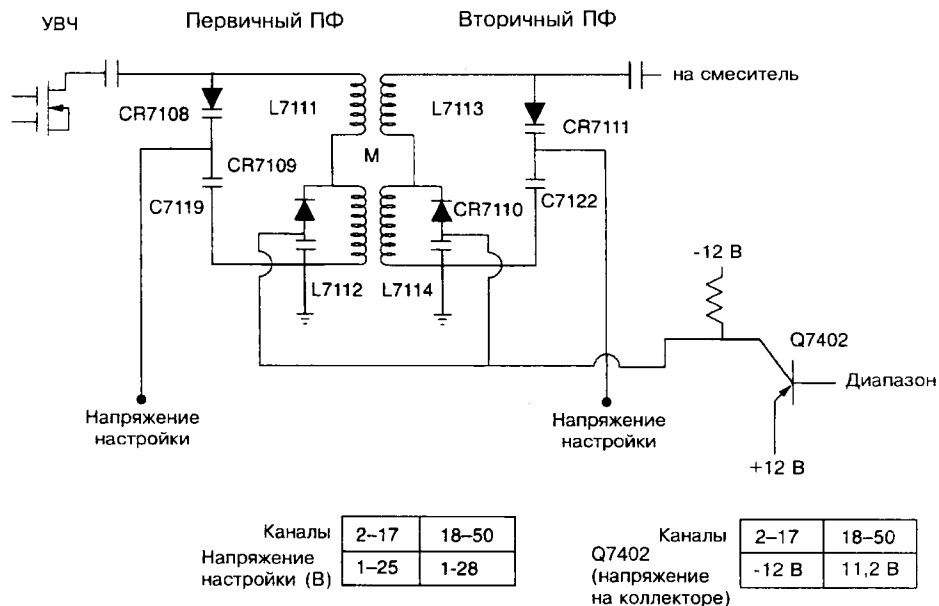 УВЧ
Первичный ПФ
Вторичный ПФ
на смеситель
CR7108
L7111
L7113
CR7111
M
CR7109
C7119
CR7110
C7122
L7112
L7114
-12 В
Q7402
Диапазон
+12 В
Напряжение
настройки
Напряжение
настройки
Каналы 2–17 18–50
Напряжение
настройки (В) 1–25 1-28
Каналы 2–17 18–50
Q7402
(напряжение -12 В 11,2 В
на коллекторе)